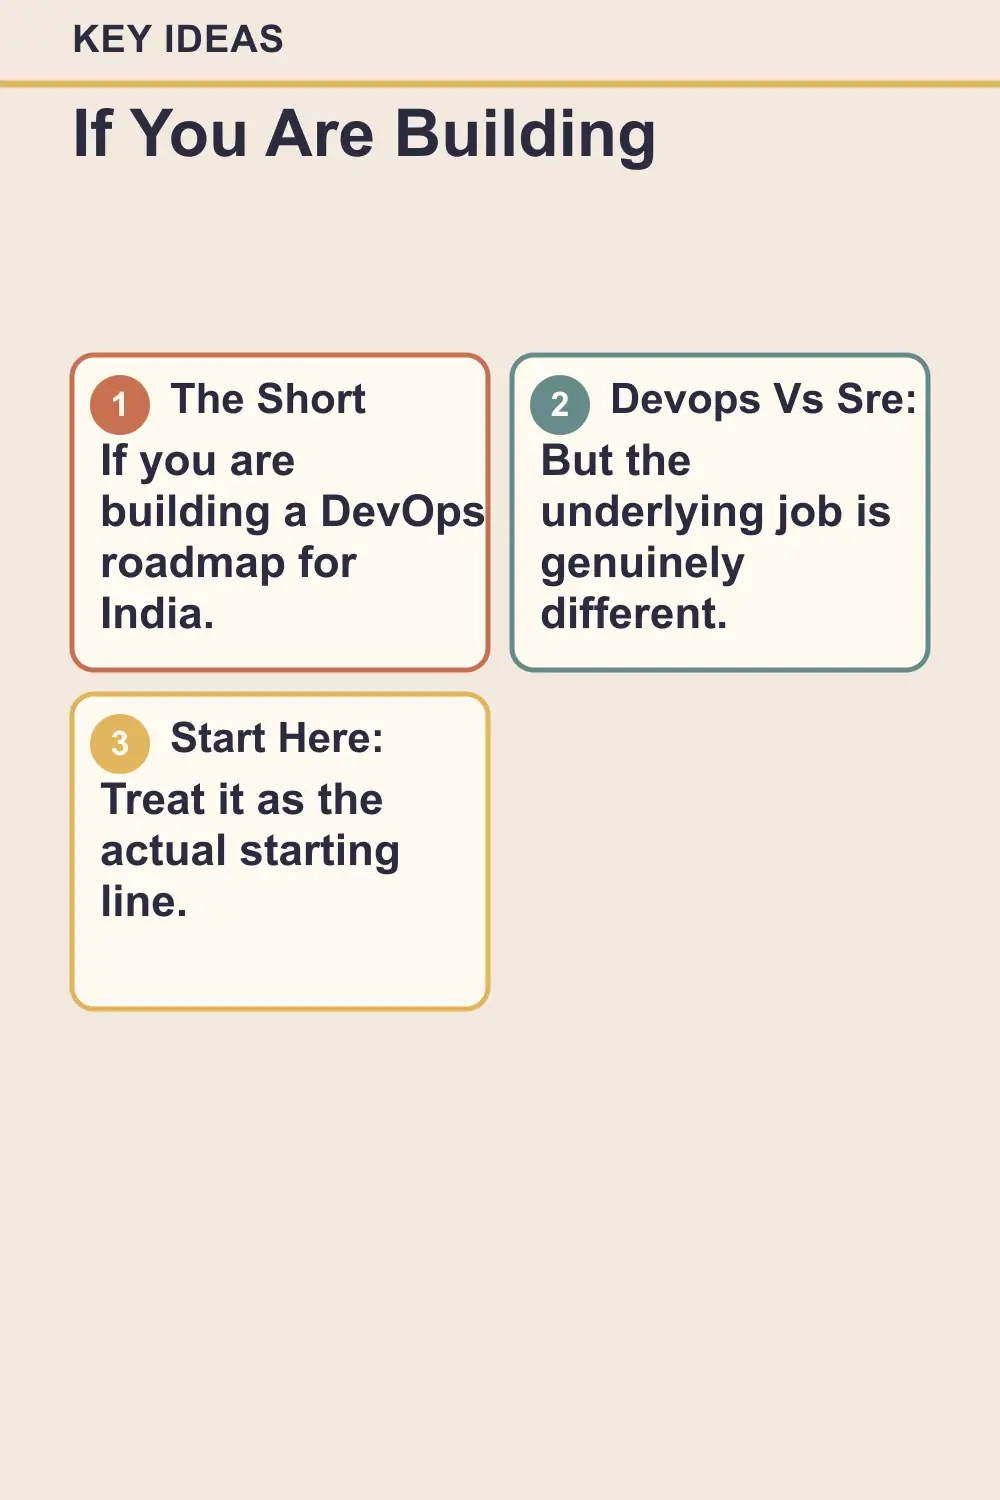 KEY IDEAS
If You Are Building
1 The Short
If you are
building a DevOps
roadmap for
India.
2 Devops Vs Sre:
But the
underlying job is
genuinely
different.
3 Start Here:
Treat it as the
actual starting
line.